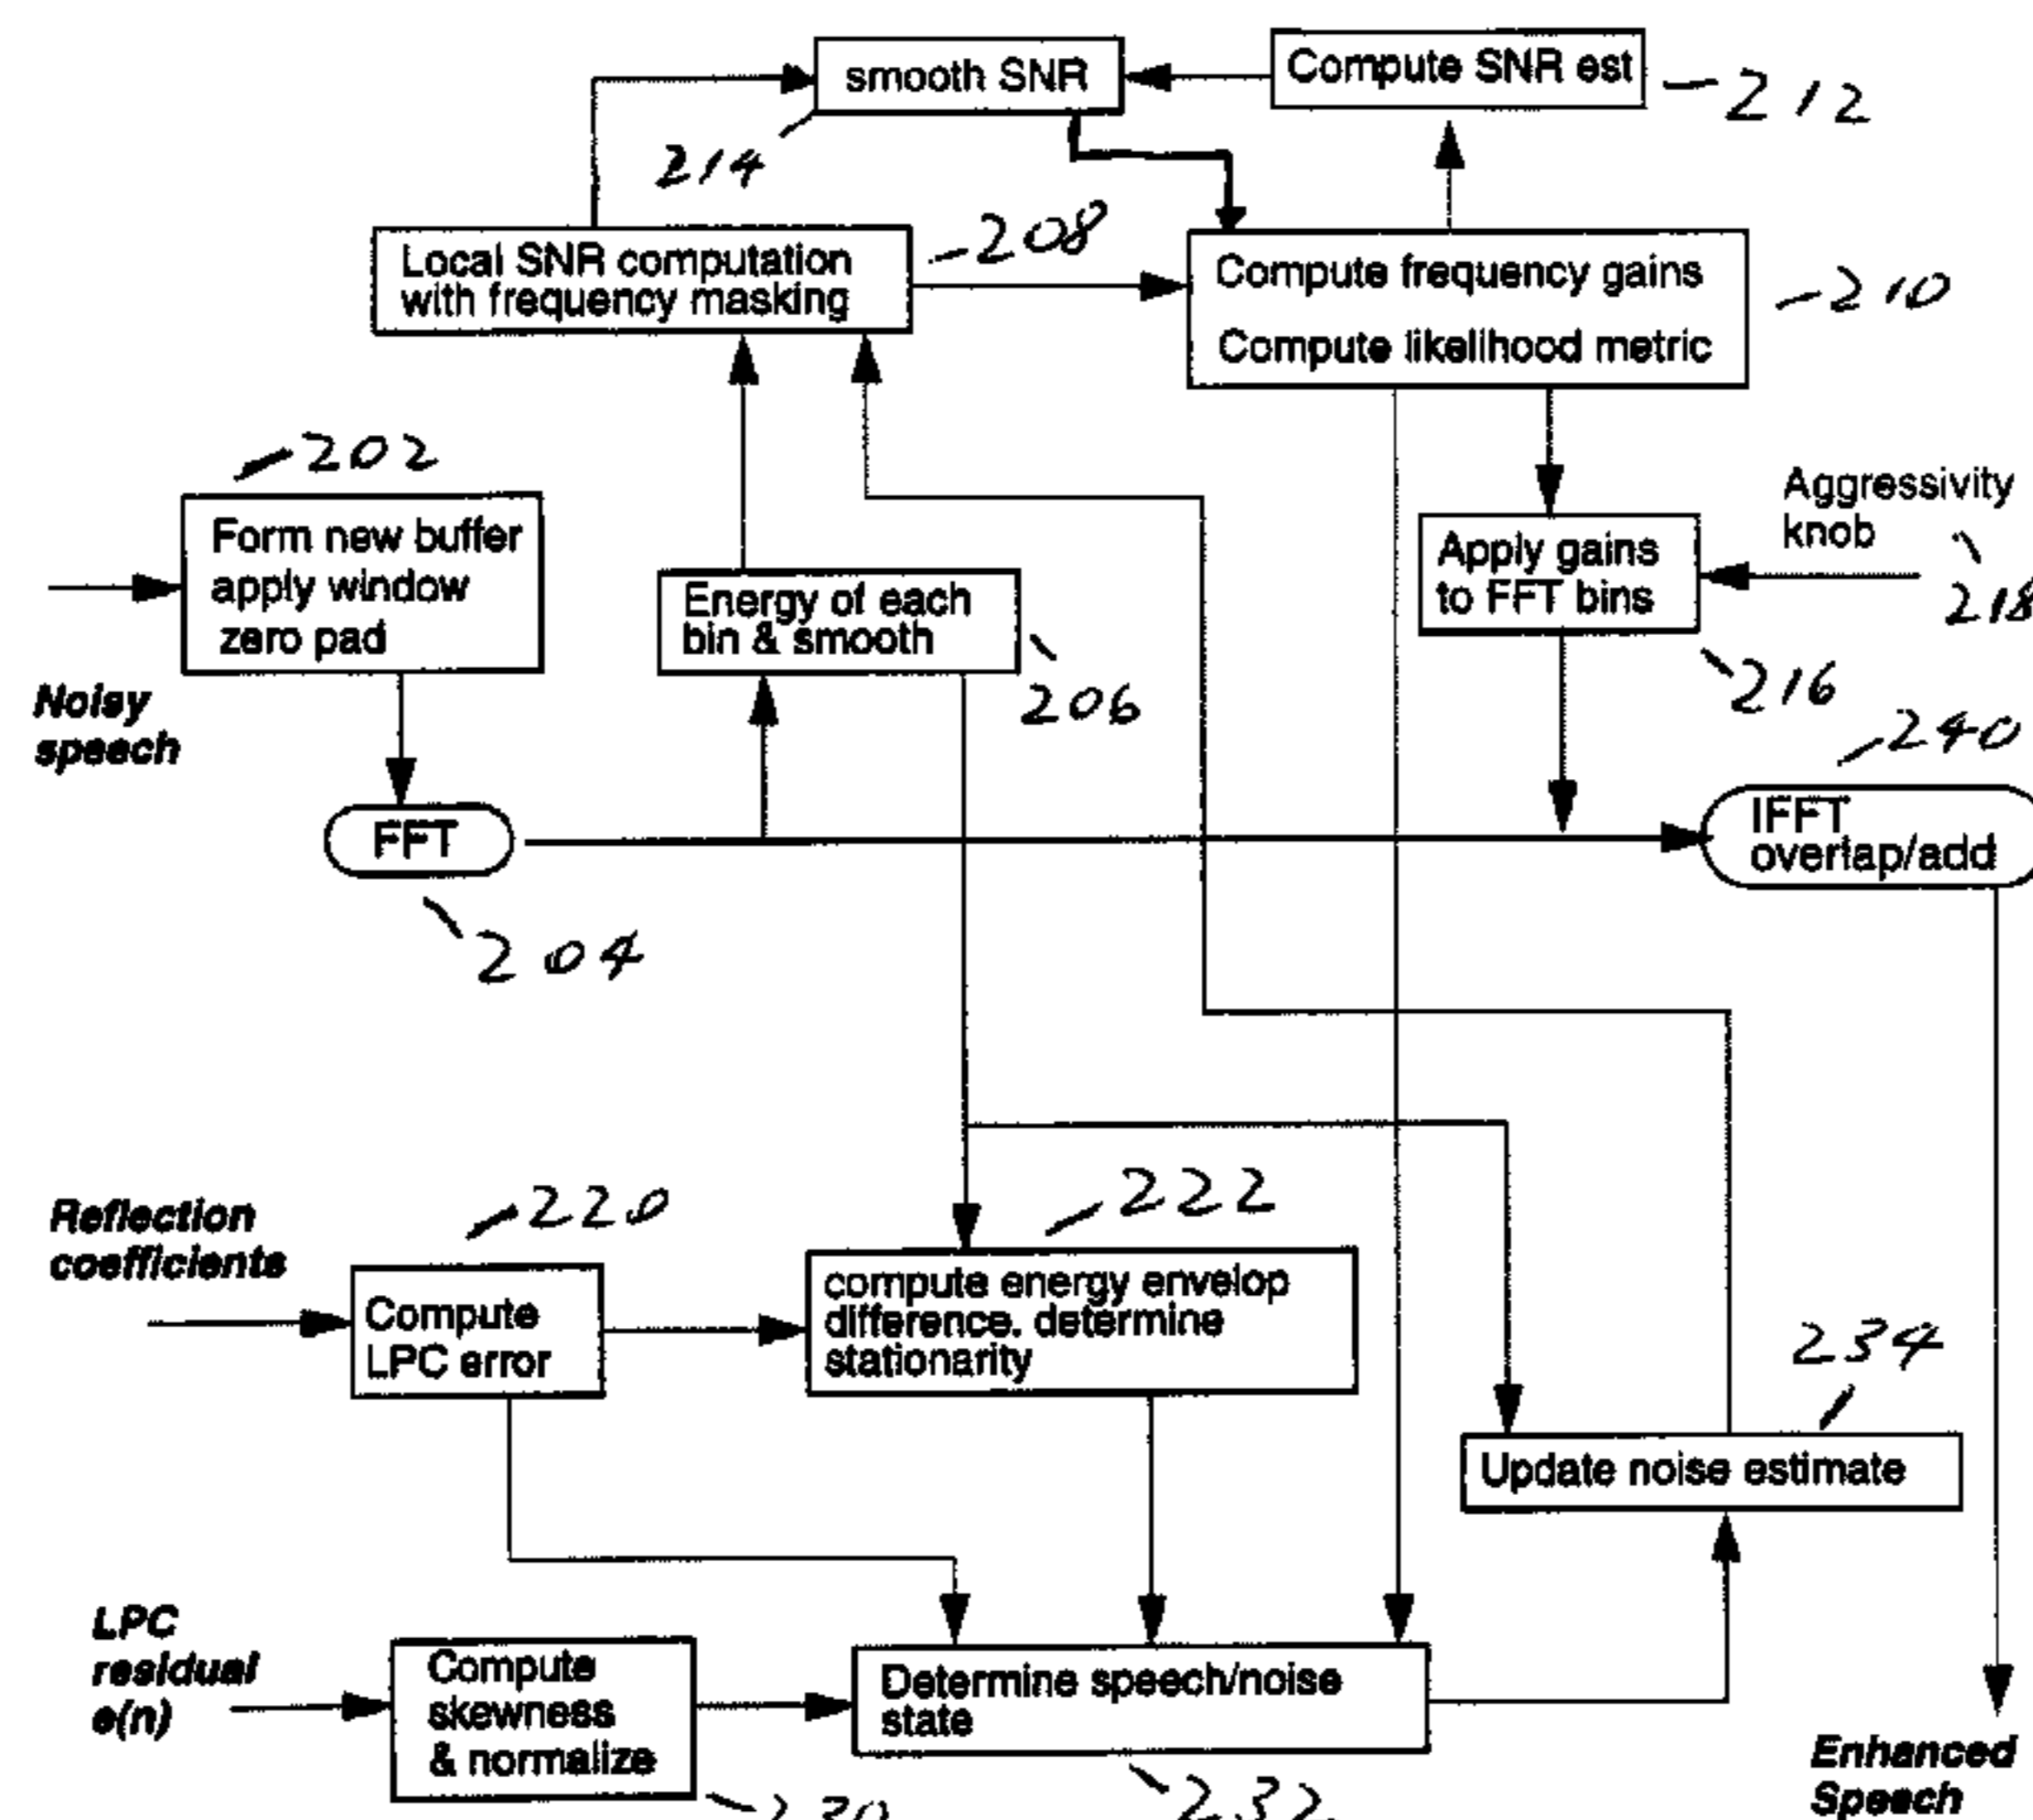 smooth SNR
Compute SNR est
212
214
Local SNR computation
with frequency masking
208
Compute frequency gains
Compute likelihood metric
210
202
Form new buffer
apply window
zero pad
Energy of each
bin & smooth
206
Apply gains
to FFT bins
Aggressivity
knob
218
216
Noisy
speech
FFT
204
240
IFFT
overlap/add
Reflection
coefficients
220
Compute
LPC error
222
compute energy envelop
difference. determine
stationarity
234
Update noise estimate
LPC
residual
e(n)
Compute
skewness
& normalize
230
Determine speech/noise
state
232
Enhanced
Speech